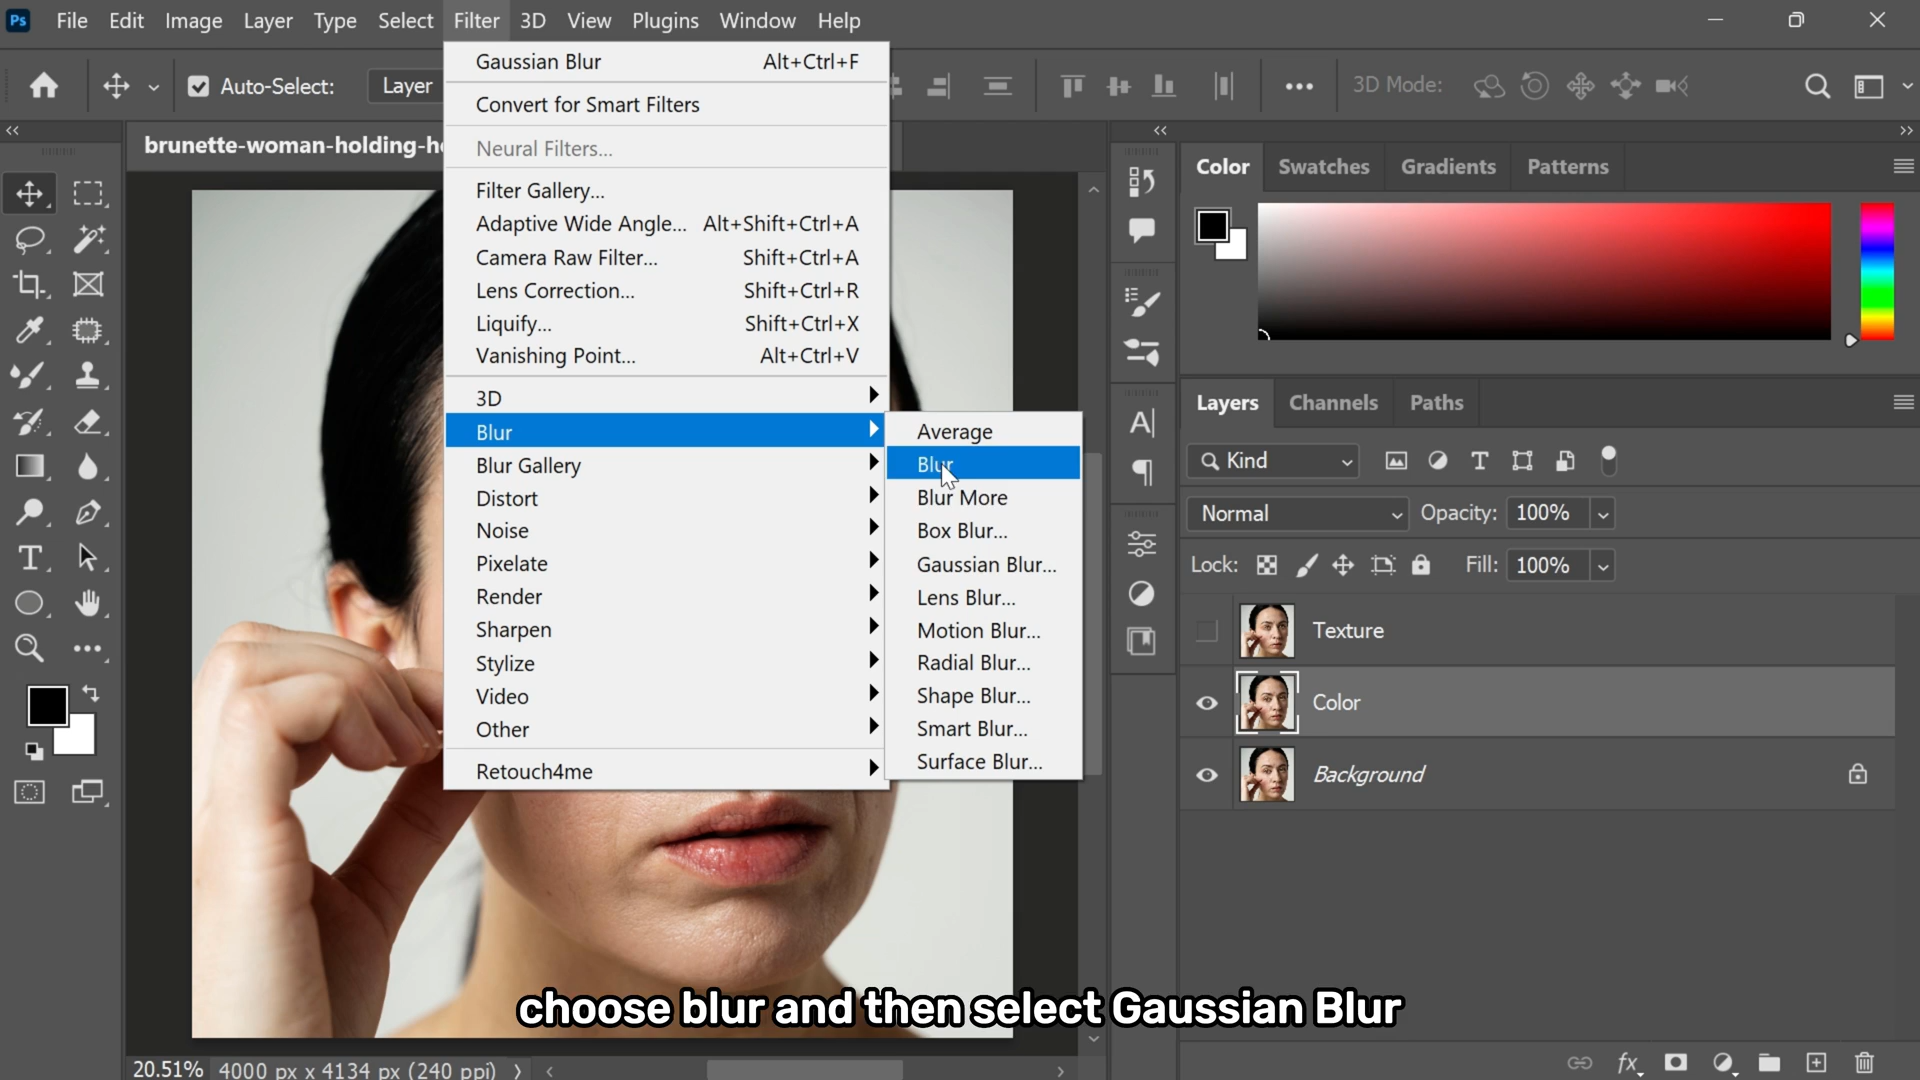 Ps File Edit Image Layer Type Select Filter 3D View Plugins Window Help
Auto-Select: Layer
3D Mode:
brunette-woman-holding-h
Gaussian Blur Alt+Ctrl+F
Convert for Smart Filters
Neural Filters...
Filter Gallery...
Adaptive Wide Angle... Alt+Shift+Ctrl+A
Camera Raw Filter... Shift+Ctrl+A
Lens Correction... Shift+Ctrl+R
Liquify... Shift+Ctrl+X
Vanishing Point... Alt+Ctrl+V
3D
Blur
Blur Gallery
Distort
Noise
Pixelate
Render
Sharpen
Stylize
Video
Other
Retouch4me
Average
Blur
Blur More
Box Blur...
Gaussian Blur...
Lens Blur...
Motion Blur...
Radial Blur...
Shape Blur...
Smart Blur...
Surface Blur...
Color Swatches Gradients Patterns
Layers Channels Paths
Kind
Normal Opacity: 100%
Lock: Fill: 100%
Texture
Color
Background
choose blur and then select Gaussian Blur
20.51% 4000 px x 4134 px (240 ppi)